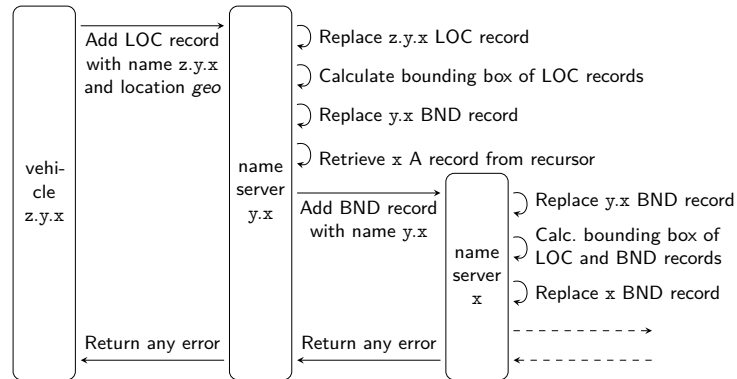 Add LOC record
with name z.y.x
and location geo
Replace z.y.x LOC record
Calculate bounding box of LOC records
Replace y.x BND record
Retrieve x A record from recursor
vehi-
cle
z.y.x
name
server
y.x
Add BND record
with name y.x
name
server
x
Replace y.x BND record
Calc. bounding box of
LOC and BND records
Replace x BND record
Return any error
Return any error